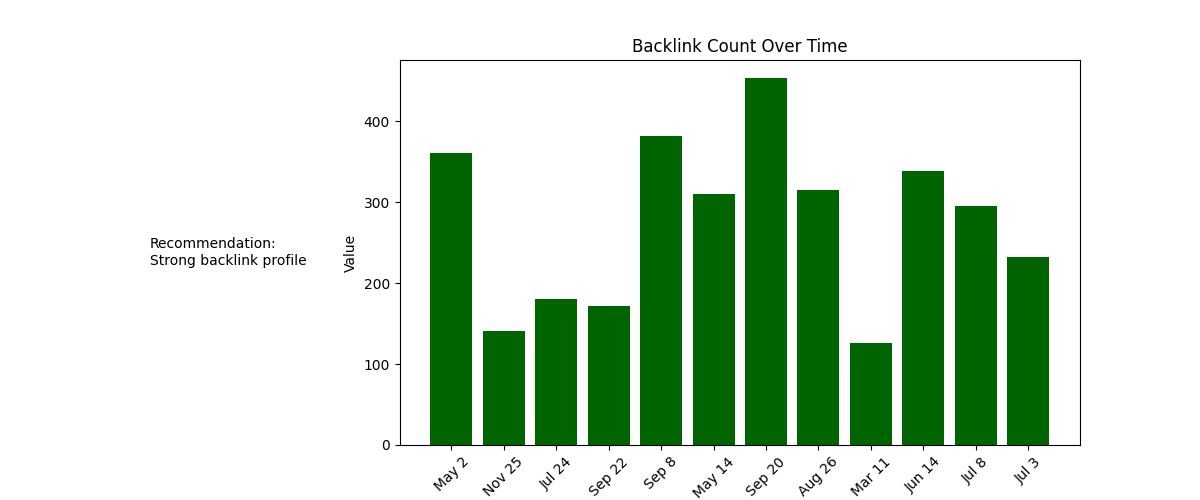 Backlink Count Over Time
Recommendation:
Strong backlink profile
Value
400
300
200
100
0
May 2
Nov 25
Jul 24
Sep 22
Sep 8
May 14
Sep 20
Aug 26
Mar 11
Jun 14
Jul 8
Jul 3